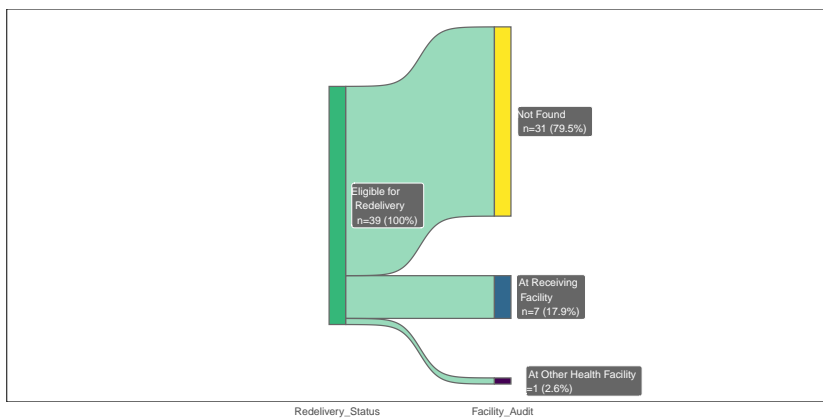 Not Found
n=31 (79.5%)
Eligible for
Redelivery
n=39 (100%)
At Receiving
Facility
n=7 (17.9%)
At Other Health Facility
=1 (2.6%)
Redelivery_Status
Facility_Audit